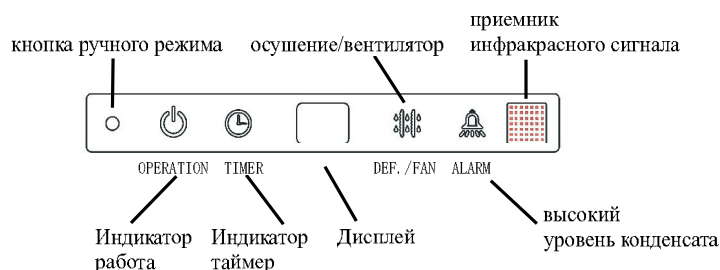 приемник
кнопка ручного режима осушение/вентилятор инфракрасного сигнала
OPERATION TIMER DEF./FAN ALARM
высокий
Индикатор Индикатор Дисплей уровень конденсата
работа таймер